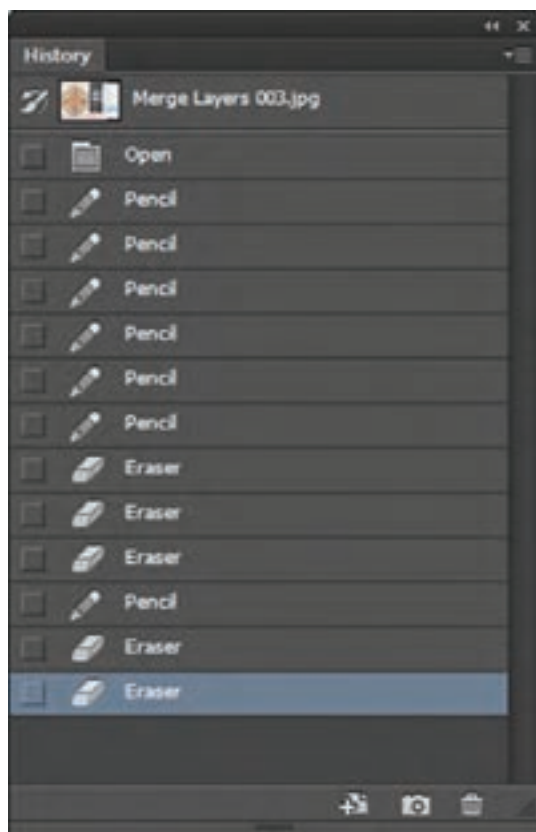 History
Merge Layers 003.jpg
Open
Pencil
Pencil
Pencil
Pencil
Pencil
Pencil
Eraser
Eraser
Eraser
Pencil
Eraser
Eraser